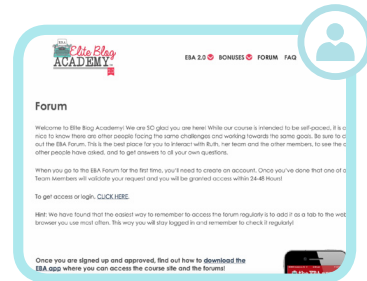 EBA
Elite Blog
ACADEMY
EBA 2.0 BONUSES FORUM FAQ
Forum
Welcome to Elite Blog Academy! We are SO glad you are here! While our course is intended to be self-paced, it is a
nice to know there are other people facing the same challenges and working towards the same goals. Be sure to c
out the EBA Forum. This is the best place for you to interact with Ruth, her team and the other members, to see the q
other people have asked, and to get answers to all your own questions.
When you go to the EBA Forum for the first time, you'll need to create an account. Once you've done that one of o
Team Members will validate your request and you will be granted access within 24-48 Hours!
To get access or login, CLICK HERE.
Hint: We have found that the easiest way to remember to access the forum regularly is to add it as a tab to the web
browser you use most often. This way you will stay logged in and remember to check it regularly!
Once you are signed up and approved, find out how to download the
EBA app where you can access the course site and the forums!